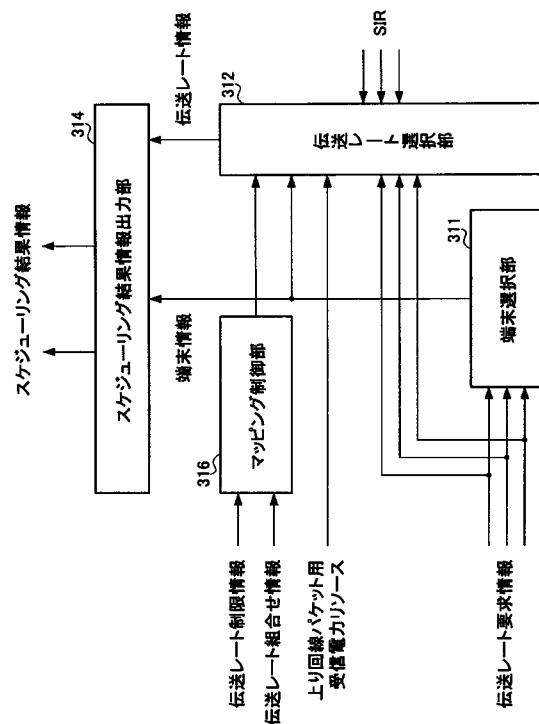 スケジューリング結果情報
スケジューリング結果情報出力部
314
端末情報
伝送レート情報
マッピング制御部
316
伝送レート選択部
312
SIR
端末選択部
311
伝送レート制限情報
伝送レート組合せ情報
上り回線パケット用
受信電力リソース
伝送レート要求情報